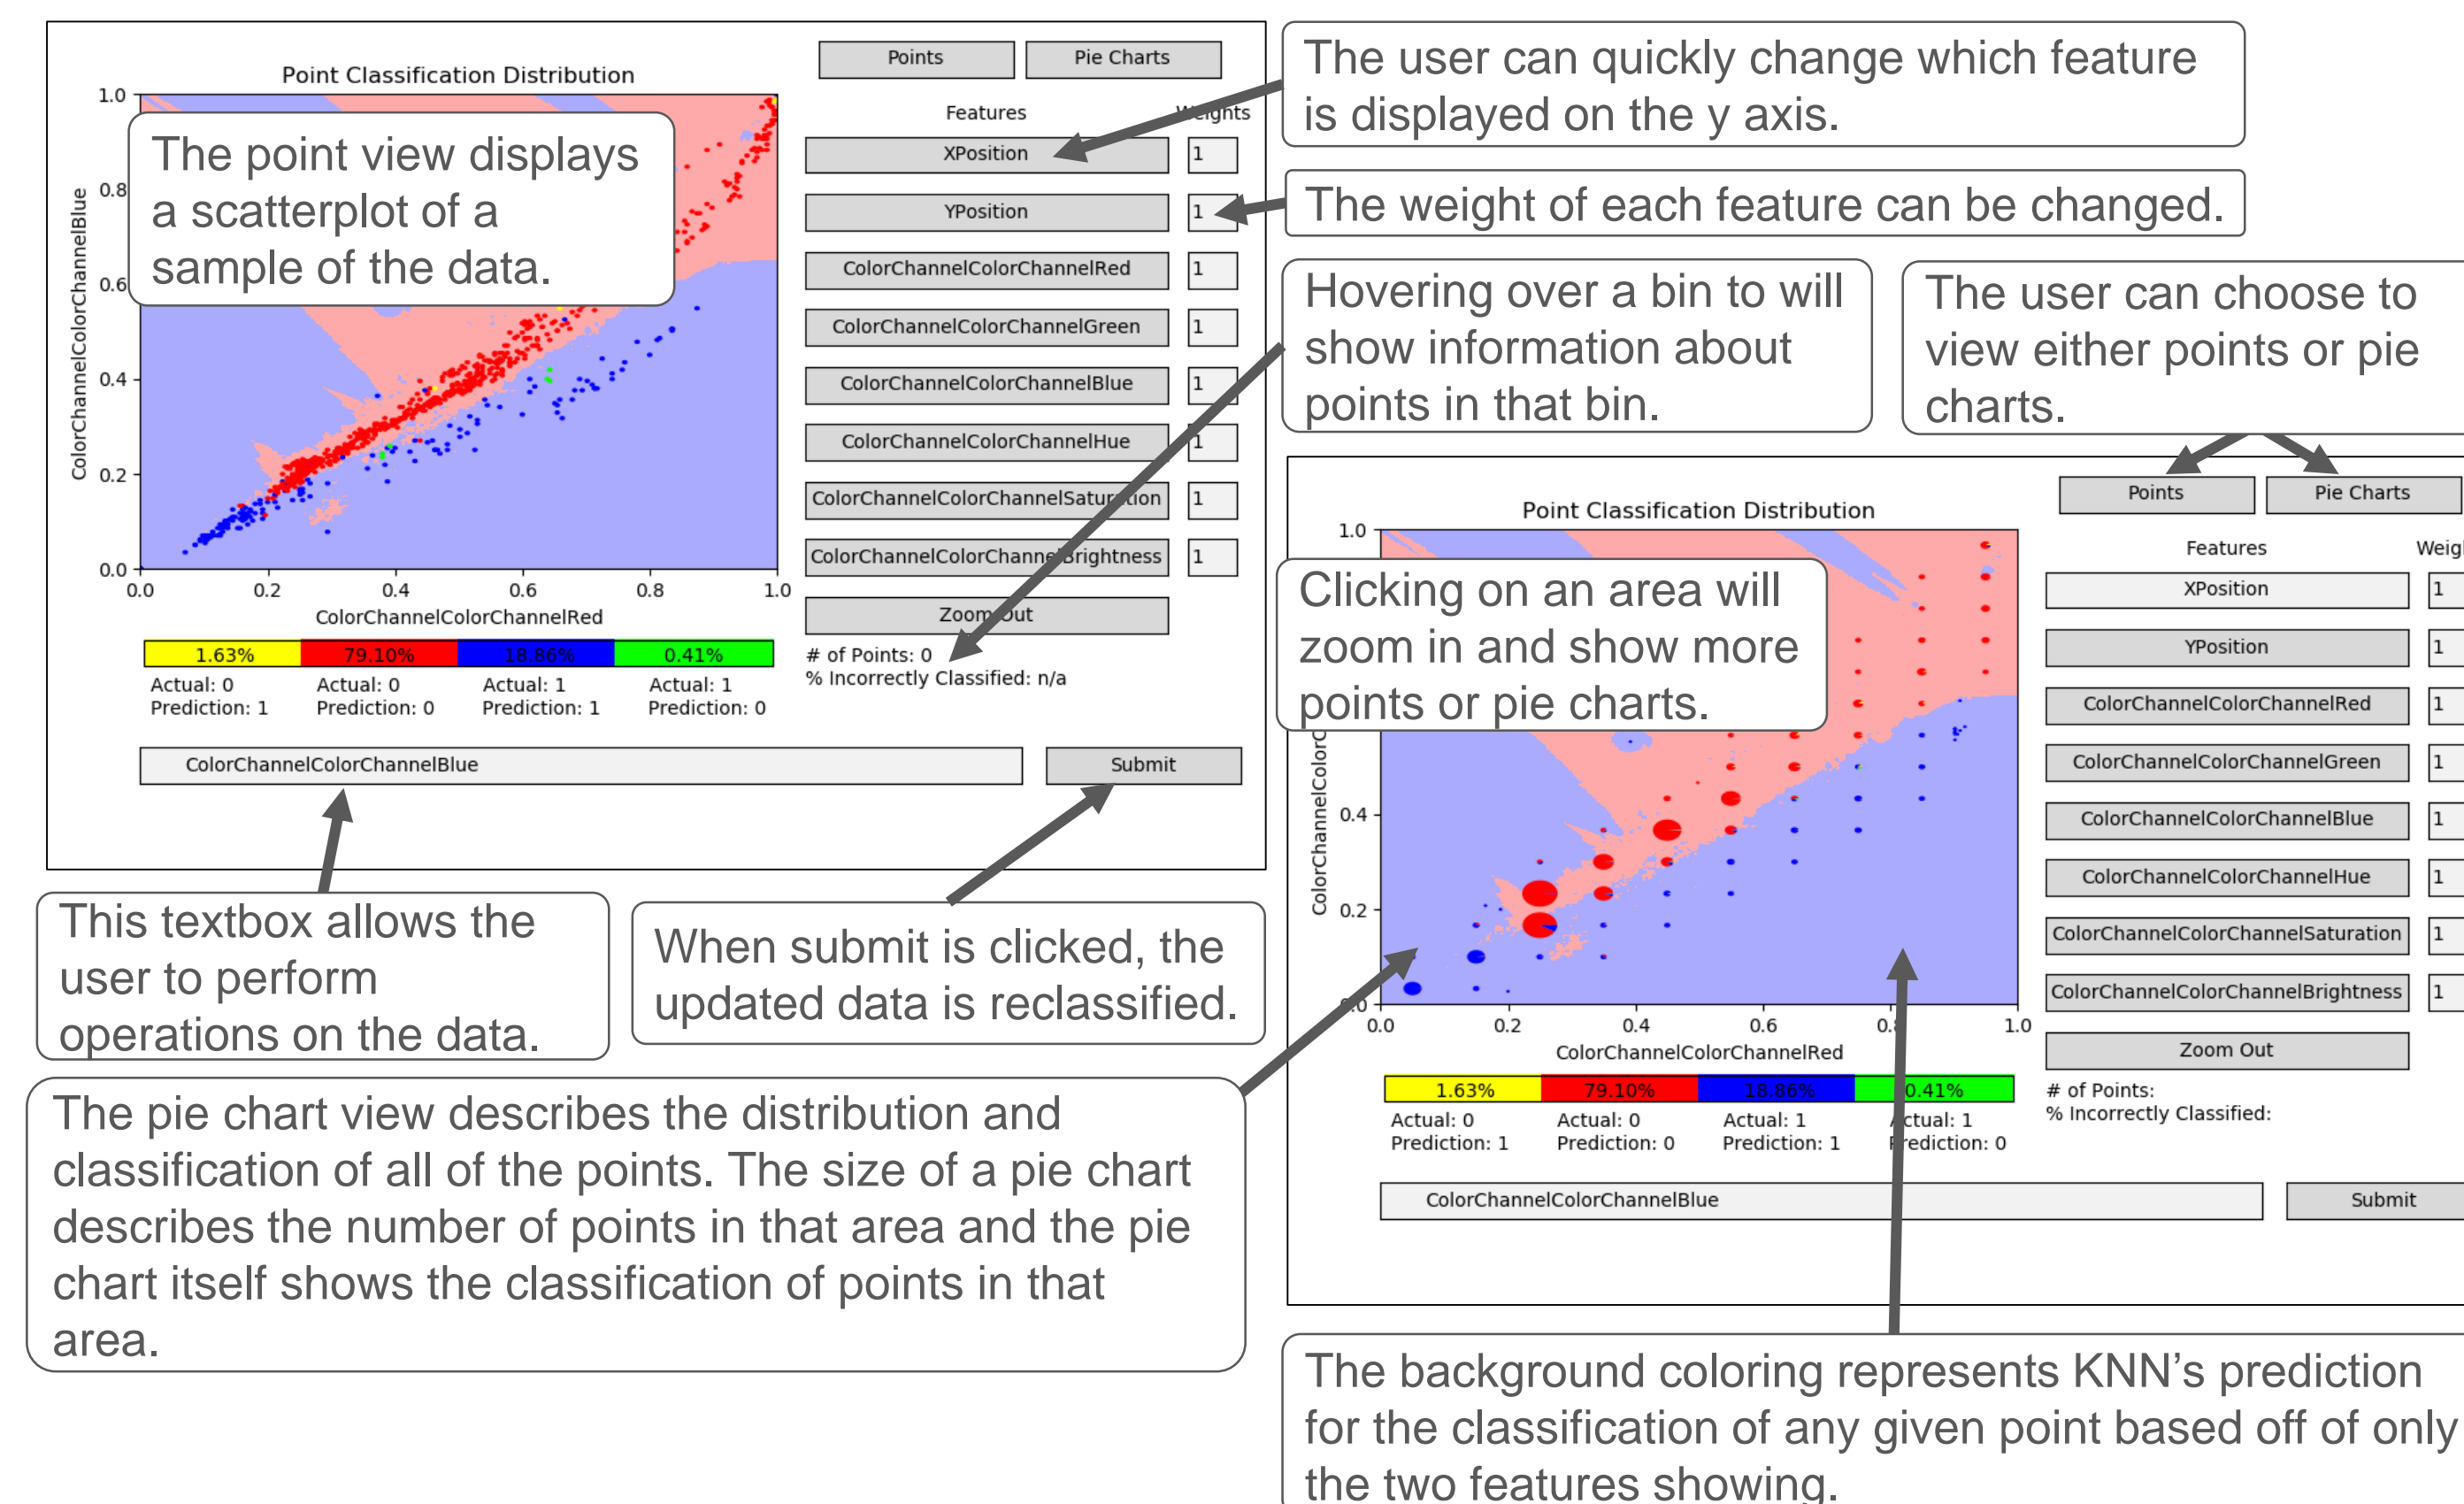 Points
Pie Charts
Point Classification Distribution
Features
Weights
1.0
0.8
0.6
0.4
0.2
0.0
ColorChannelColorChannelBlue
The point view displays
a scatterplot of a
sample of the data.
XPosition
1
YPosition
1
ColorChannelColorChannelRed
1
ColorChannelColorChannelGreen
1
ColorChannelColorChannelBlue
1
ColorChannelColorChannelHue
1
ColorChannelColorChannelSaturation
1
ColorChannelColorChannelBrightness
1
0.0 0.2 0.4 0.6 0.8 1.0
ColorChannelColorChannelRed
Zoom Out
1.63% 79.10% 18.86% 0.41%
Actual: 0 Actual: 0 Actual: 1 Actual: 1
Prediction: 1 Prediction: 0 Prediction: 1 Prediction: 0
# of Points: 0
% Incorrectly Classified: n/a
ColorChannelColorChannelBlue
Submit
The user can quickly change which feature
is displayed on the y axis.
The weight of each feature can be changed.
Hovering over a bin to will
show information about
points in that bin.
The user can choose to
view either points or pie
charts.
This textbox allows the
user to perform
operations on the data.
When submit is clicked, the
updated data is reclassified.
The pie chart view describes the distribution and
classification of all of the points. The size of a pie chart
describes the number of points in that area and the pie
chart itself shows the classification of points in that
area.
Points
Pie Charts
Point Classification Distribution
Features
1.0
0.4
0.2
Clicking on an area will
zoom in and show more
points or pie charts.
XPosition
1
YPosition
1
ColorChannelColorChannelRed
1
ColorChannelColorChannelGreen
1
ColorChannelColorChannelBlue
1
ColorChannelColorChannelHue
1
ColorChannelColorChannelSaturation
1
ColorChannelColorChannelBrightness
1
0.0 0.2 0.4 0.6 1.0
ColorChannelColorChannelRed
Zoom Out
1.63% 79.10% 18.86% 0.41%
Actual: 0 Actual: 0 Actual: 1 Actual: 1
Prediction: 1 Prediction: 0 Prediction: 1 Prediction: 0
# of Points:
% Incorrectly Classified:
ColorChannelColorChannelBlue
Submit
The background coloring represents KNN’s prediction
for the classification of any given point based off of only
the two features showing.